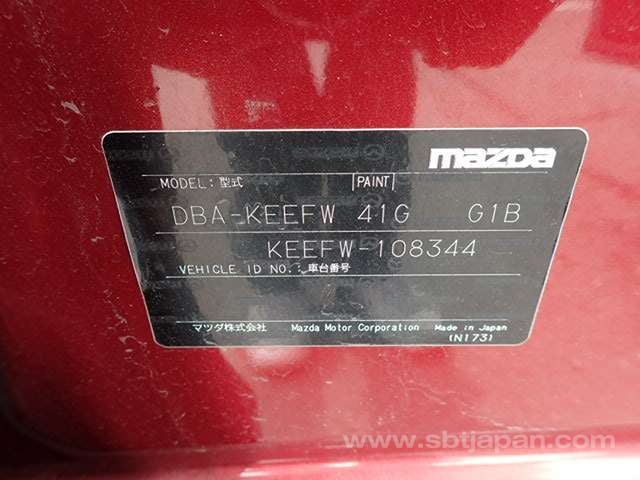 mazda
MODEL: 型式 PAINT
DBA-KEEFW 41G G1B
KEEFW-108344
VEHICLE ID NO.: 車台番号
マツダ株式会社 Mazda Motor Corporation Made in Japan
(N173)
www.sbtjapan.com